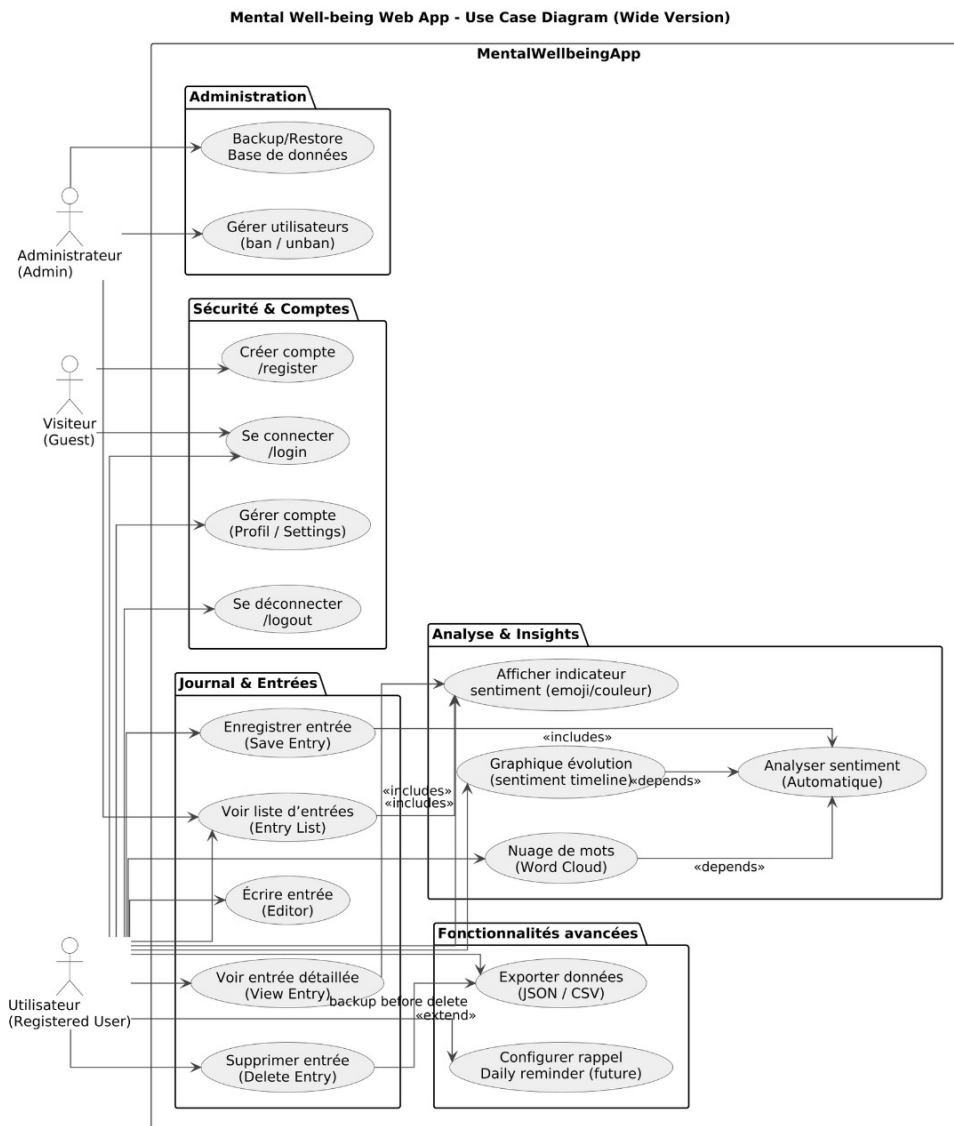 Mental Well-being Web App - Use Case Diagram (Wide Version)
MentalWellbeingApp
Administration
Backup/Restore
Base de données
Gérer utilisateurs
(ban / unban)
Administrateur
(Admin)
Sécurité & Comptes
Créer compte
/register
Visiteur
(Guest)
Se connecter
/login
Gérer compte
(Profil / Settings)
Se déconnecter
/logout
Analyse & Insights
Afficher indicateur
sentiment (emoji/couleur)
Journal & Entrées
Enregistrer entrée
(Save Entry)
«includes»
Graphique évolution
(sentiment timeline)
«depends»
Analyser sentiment
(Automatique)
«includes»
«includes»
Voir liste d’entrées
(Entry List)
Nuage de mots
(Word Cloud)
«depends»
Écrire entrée
(Editor)
Fonctionnalités avancées
Voir entrée détaillée
(View Entry)
Exporter données
(JSON / CSV)
backup before delete
«extend»
Utilisateur
(Registered User)
Supprimer entrée
(Delete Entry)
Configurer rappel
Daily reminder (future)